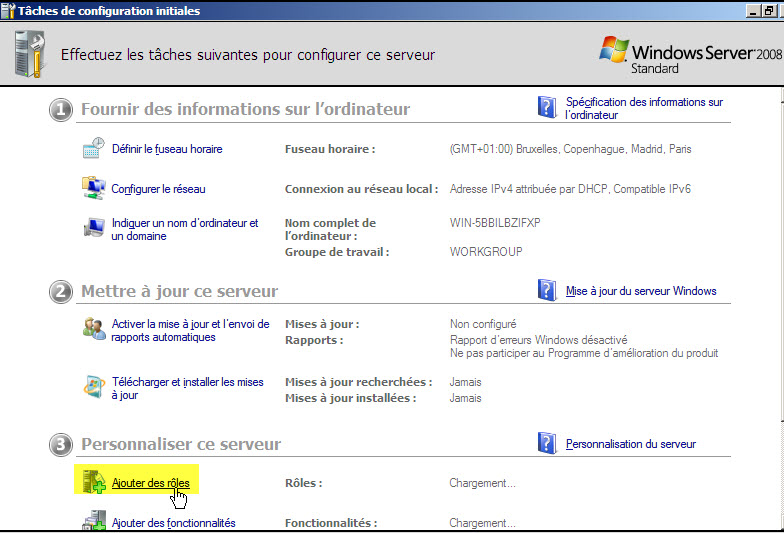 Tâches de configuration initiales
Effectuez les tâches suivantes pour configurer ce serveur
Windows Server 2008
Standard
1 Fournir des informations sur l'ordinateur
Spécification des informations sur
l'ordinateur
Définir le fuseau horaire Fuseau horaire : (GMT+01:00) Bruxelles, Copenhague, Madrid, Paris
Configurer le réseau Connexion au réseau local : Adresse IPv4 attribuée par DHCP, Compatible IPv6
Indiquer un nom d'ordinateur et
un domaine
Nom complet de
l'ordinateur :
WIN-5BBILBZIFXP
Groupe de travail : WORKGROUP
2 Mettre à jour ce serveur
Mise à jour du serveur Windows
Activer la mise à jour et l'envoi de
rapports automatiques
Mises à jour : Non configuré
Rapports : Rapport d'erreurs Windows désactivé
Ne pas participer au Programme d'amélioration du produit
Télécharger et installer les mises
à jour
Mises à jour recherchées : Jamais
Mises à jour installées : Jamais
3 Personnaliser ce serveur
Personnalisation du serveur
Ajouter des rôles Rôles : Chargement...
Ajouter des fonctionnalités Fonctionnalités : Chargement...